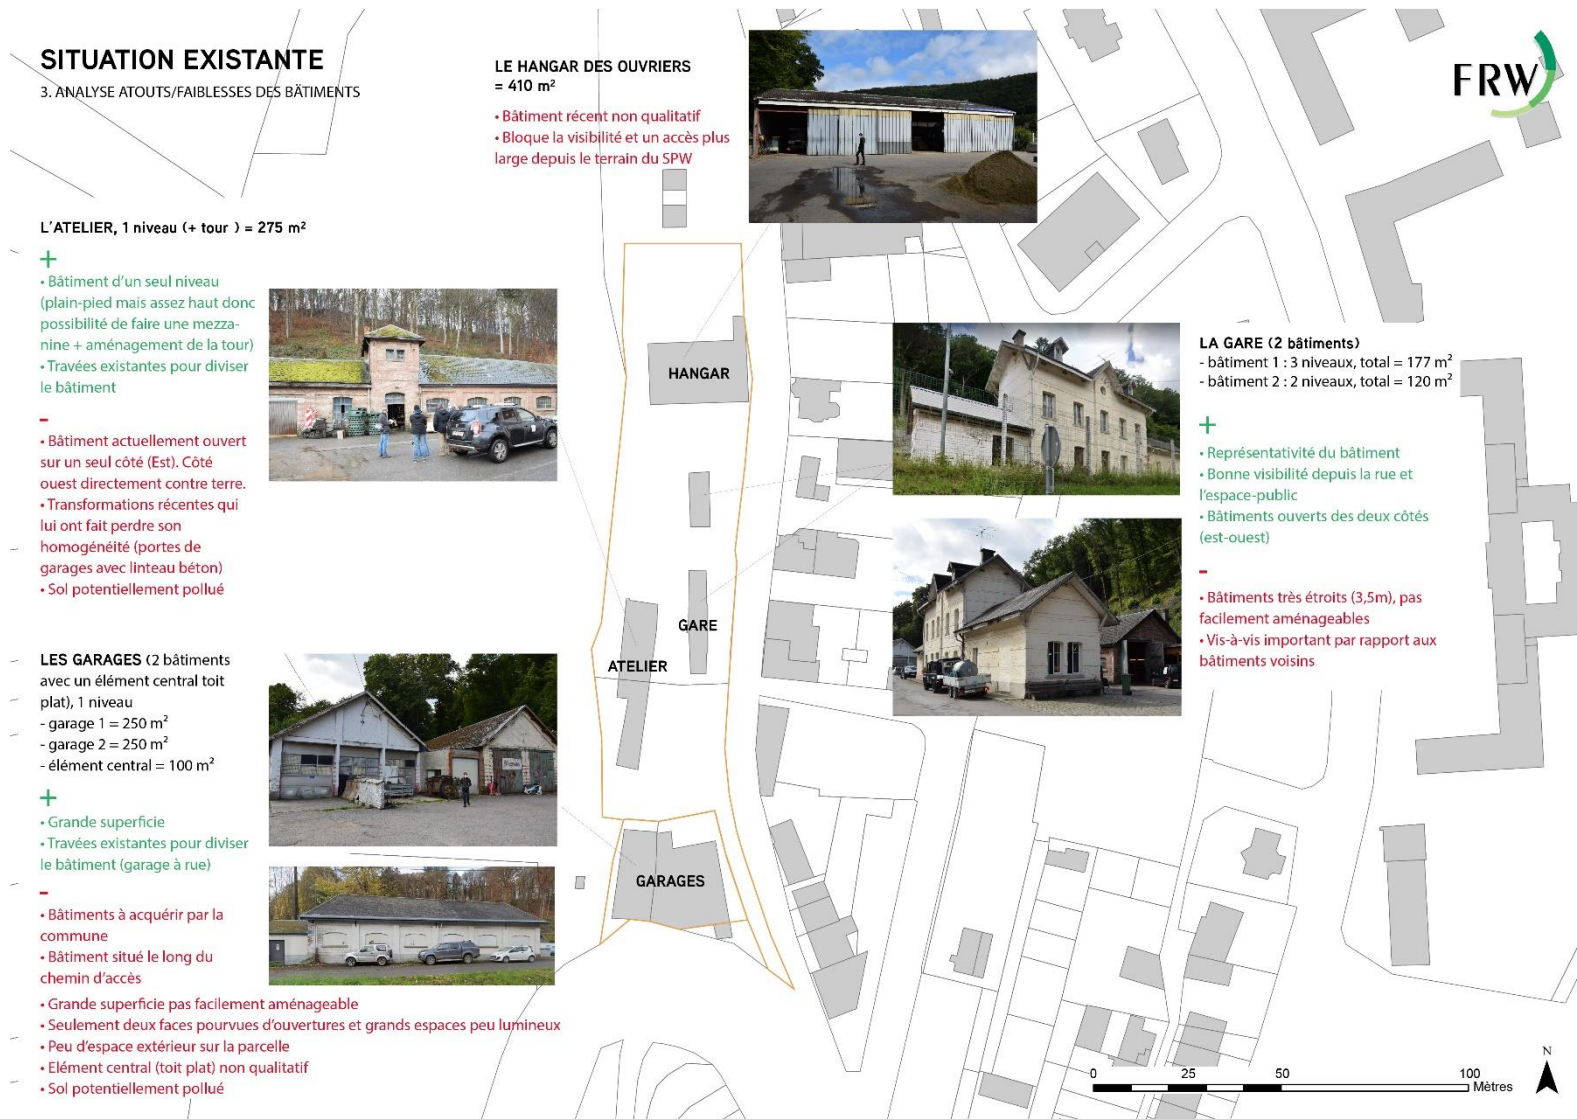 SITUATION EXISTANTE
3. ANALYSE ATOUTS/FAIBLESSES DES BÂTIMENTS
LE HANGAR DES OUVRIERS
= 410 m²
• Bâtiment récent non qualitatif
• Bloque la visibilité et un accès plus
large depuis le terrain du SPW
FRW
L'ATELIER, 1 niveau (+ tour ) = 275 m²
+
• Bâtiment d'un seul niveau
(plain-pied mais assez haut donc
possibilité de faire une mezza-
nine + aménagement de la tour)
• Travées existantes pour diviser
le bâtiment
-
• Bâtiment actuellement ouvert
sur un seul côté (Est). Côté
ouest directement contre terre.
• Transformations récentes qui
lui ont fait perdre son
homogénéité (portes de
garages avec linteau béton)
• Sol potentiellement pollué
LES GARAGES (2 bâtiments
avec un élément central toit
plat), 1 niveau
- garage 1 = 250 m²
- garage 2 = 250 m²
- élément central = 100 m²
+
• Grande superficie
• Travées existantes pour diviser
le bâtiment (garage à rue)
-
• Bâtiments à acquérir par la
commune
• Bâtiment situé le long du
chemin d'accès
• Grande superficie pas facilement aménageable
• Seulement deux faces pourvues d'ouvertures et grands espaces peu lumineux
• Peu d'espace extérieur sur la parcelle
• Elément central (toit plat) non qualitatif
• Sol potentiellement pollué
HANGAR
GARE
ATELIER
GARAGES
LA GARE (2 bâtiments)
- bâtiment 1 : 3 niveaux, total = 177 m²
- bâtiment 2 : 2 niveaux, total = 120 m²
+
• Représentativité du bâtiment
• Bonne visibilité depuis la rue et
l'espace-public
• Bâtiments ouverts des deux côtés
(est-ouest)
-
• Bâtiments très étroits (3,5m), pas
facilement aménageables
• Vis-à-vis important par rapport aux
bâtiments voisins
0 25 50 100
Mètres
N